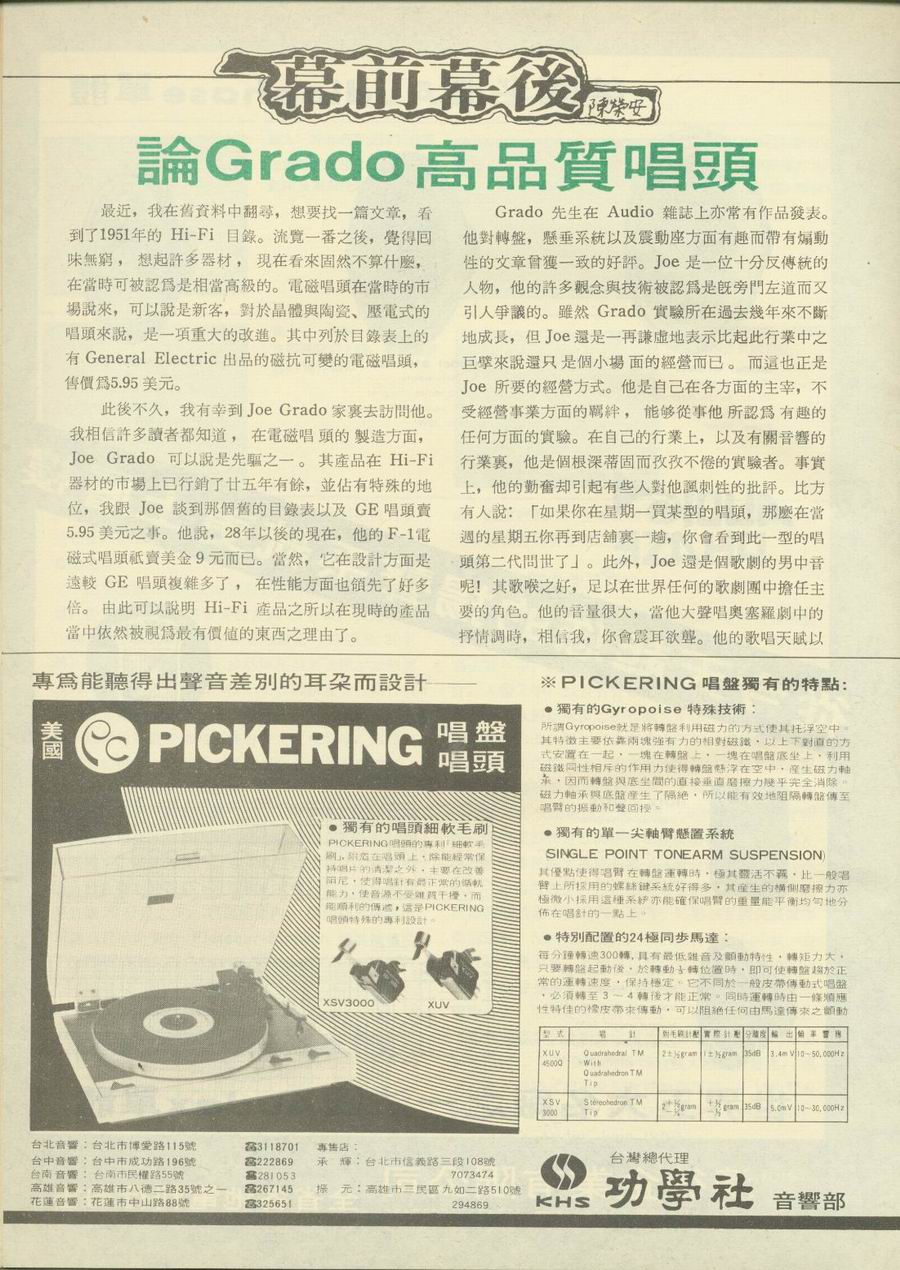 幕前幕後
陳榮安
論Grado高品質唱頭
最近，我在舊資料中翻尋，想要找一篇文章，看
到了1951年的 Hi-Fi 目錄。流覽一番之後，覺得回
味無窮，想起許多器材，現在看來固然不算什麼，
在當時可被認爲是相當高級的。電磁唱頭在當時的市
場說來，可以說是新客，對於晶體與陶瓷、壓電式的
唱頭來說，是一項重大的改進。其中列於目錄表上的
有 General Electric 出品的磁抗可變的電磁唱頭，
售價爲5.95 美元。
此後不久，我有幸到 Joe Grado 家裏去訪問他。
我相信許多讀者都知道，在電磁唱頭的製造方面，
Joe Grado 可以說是先驅之一。其產品在 Hi-Fi
器材的市場上已行銷了廿五年有餘，並佔有特殊的地
位，我跟 Joe 談到那個舊的目錄表以及 GE 唱頭賣
5.95 美元之事。他說，28年以後的現在，他的 F-1電
磁式唱頭祇賣美金 9 元而已。當然，它在設計方面是
遠較 GE 唱頭複雜多了，在性能方面也領先了好多
倍。由此可以說明 Hi-Fi 產品之所以在現時的產品
當中依然被視爲最有價値的東西之理由了。
Grado 先生在 Audio 雜誌上亦常有作品發表。
他對轉盤，懸垂系統以及震動座方面有趣而帶有煽動
性的文章曾獲一致的好評。Joe 是一位十分反傳統的
人物，他的許多觀念與技術被認爲是旣旁門左道而又
引人爭議的。雖然 Grado 實驗所在過去幾年來不斷
地成長，但 Joe 還是一再謙虛地表示比起此行業中之
巨擘來說還只是個小場面的經營而已。而這也正是
Joe 所要的經營方式。他是自己在各方面的主宰，不
受經營事業方面的羈絆，能够從事他所認爲有趣的
任何方面的實驗。在自己的行業上，以及有關音響的
行業裏，他是個根深蒂固而孜孜不倦的實驗者。事實
上，他的勤奮却引起有些人對他諷刺性的批評。比方
有人說：「如果你在星期一買某型的唱頭，那麼在當
週的星期五你再到店舖裏一趟，你會看到此一型的唱
頭第二代問世了」。此外，Joe 還是個歌劇的男中音
呢！其歌喉之好，足以在世界任何的歌劇團中擔任主
要的角色。他的音量很大，當他大聲唱奧塞羅劇中的
抒情調時，相信我，你會震耳欲聾。他的歌唱天賦以
專爲能聽得出聲音差別的耳朶而設計
美國 PICKERING 唱盤 唱頭
• 獨有的唱頭細軟毛刷
PICKERING唱頭的專利「細軟毛
刷」，附起在唱頭上，除能經常保
持唱片的清潔之外，主要在改善
阻尼，使得唱針有最正常的循軌
能力，使音源不受雜質干擾，而
能順利的傳遞，這是PICKERING
唱頭特殊的專利設計。
XSV3000 XUV
※PICKERING 唱盤獨有的特點:
• 獨有的Gyropoise 特殊技術：
所謂Gyropoise就是將轉盤利用磁力的方式使其托浮空中。
其特徵主要依靠兩塊強有力的相對磁鐵，以上下對直的方
式安置在一起，一塊在轉盤上，一塊在唱盤底坐上，利用
磁鐵同性相斥的作用力使得轉盤懸浮在空中，産生磁力軸
承，因而轉盤與底坐間的直接垂直磨擦力幾乎完全消除。
磁力軸承與底盤産生了隔絕，所以能有效地阻隔轉盤傳至
唱臂的振動和聲回授。
• 獨有的單一尖軸臂懸置系統
(SINGLE POINT TONEARM SUSPENSION)
其優點使得唱臂在轉盤運轉時，極其靈活不羈，比一般唱
臂上所採用的螺絲鍵系統好得多，其産生的橫側磨擦力亦
極微小採用這種系統亦能確保唱臂的重量能平衡均勻地分
佈在唱針的一點上。
• 特別配置的24極同步馬達：
每分鐘轉速300轉，具有最低雜音及顫動特性，轉矩力大，
只要轉盤起動後，於轉動¼轉位置時，即可使轉盤趨於正
常的運轉速度，保持穩定。它不同於一般皮帶傳動式唱盤
，必須轉至 3 ～ 4 轉後才能正常。同時運轉時由一條順應
性特佳的橡皮帶來傳動，可以阻絕任何由馬達傳來之顫動
型式 唱針 附毛刷針壓 實際針壓 分離度 輸出 頻率響應
XUV 4500Q Quadrahedral TM With Quadrahedron TM Tip 2±½gram 1±½gram 35dB 3.4mV 10-50,000Hz
XSV 3000 Stereohedron TM Tip 35dB 5.0mV 10-30,000Hz
台北音響：台北市博愛路115號 ☎3118701
台中音響：台中市成功路196號 ☎222869
台南音響：台南市民權路55號 ☎281053
高雄音響：高雄市八德二路35號之一 ☎267145
花蓮音響：花蓮市中山路88號 ☎325651
專售店：
承輝：台北市信義路三段108號
7073474
振元：高雄市三民區九如二路510號
294869
台灣總代理
KHS 功學社 音響部